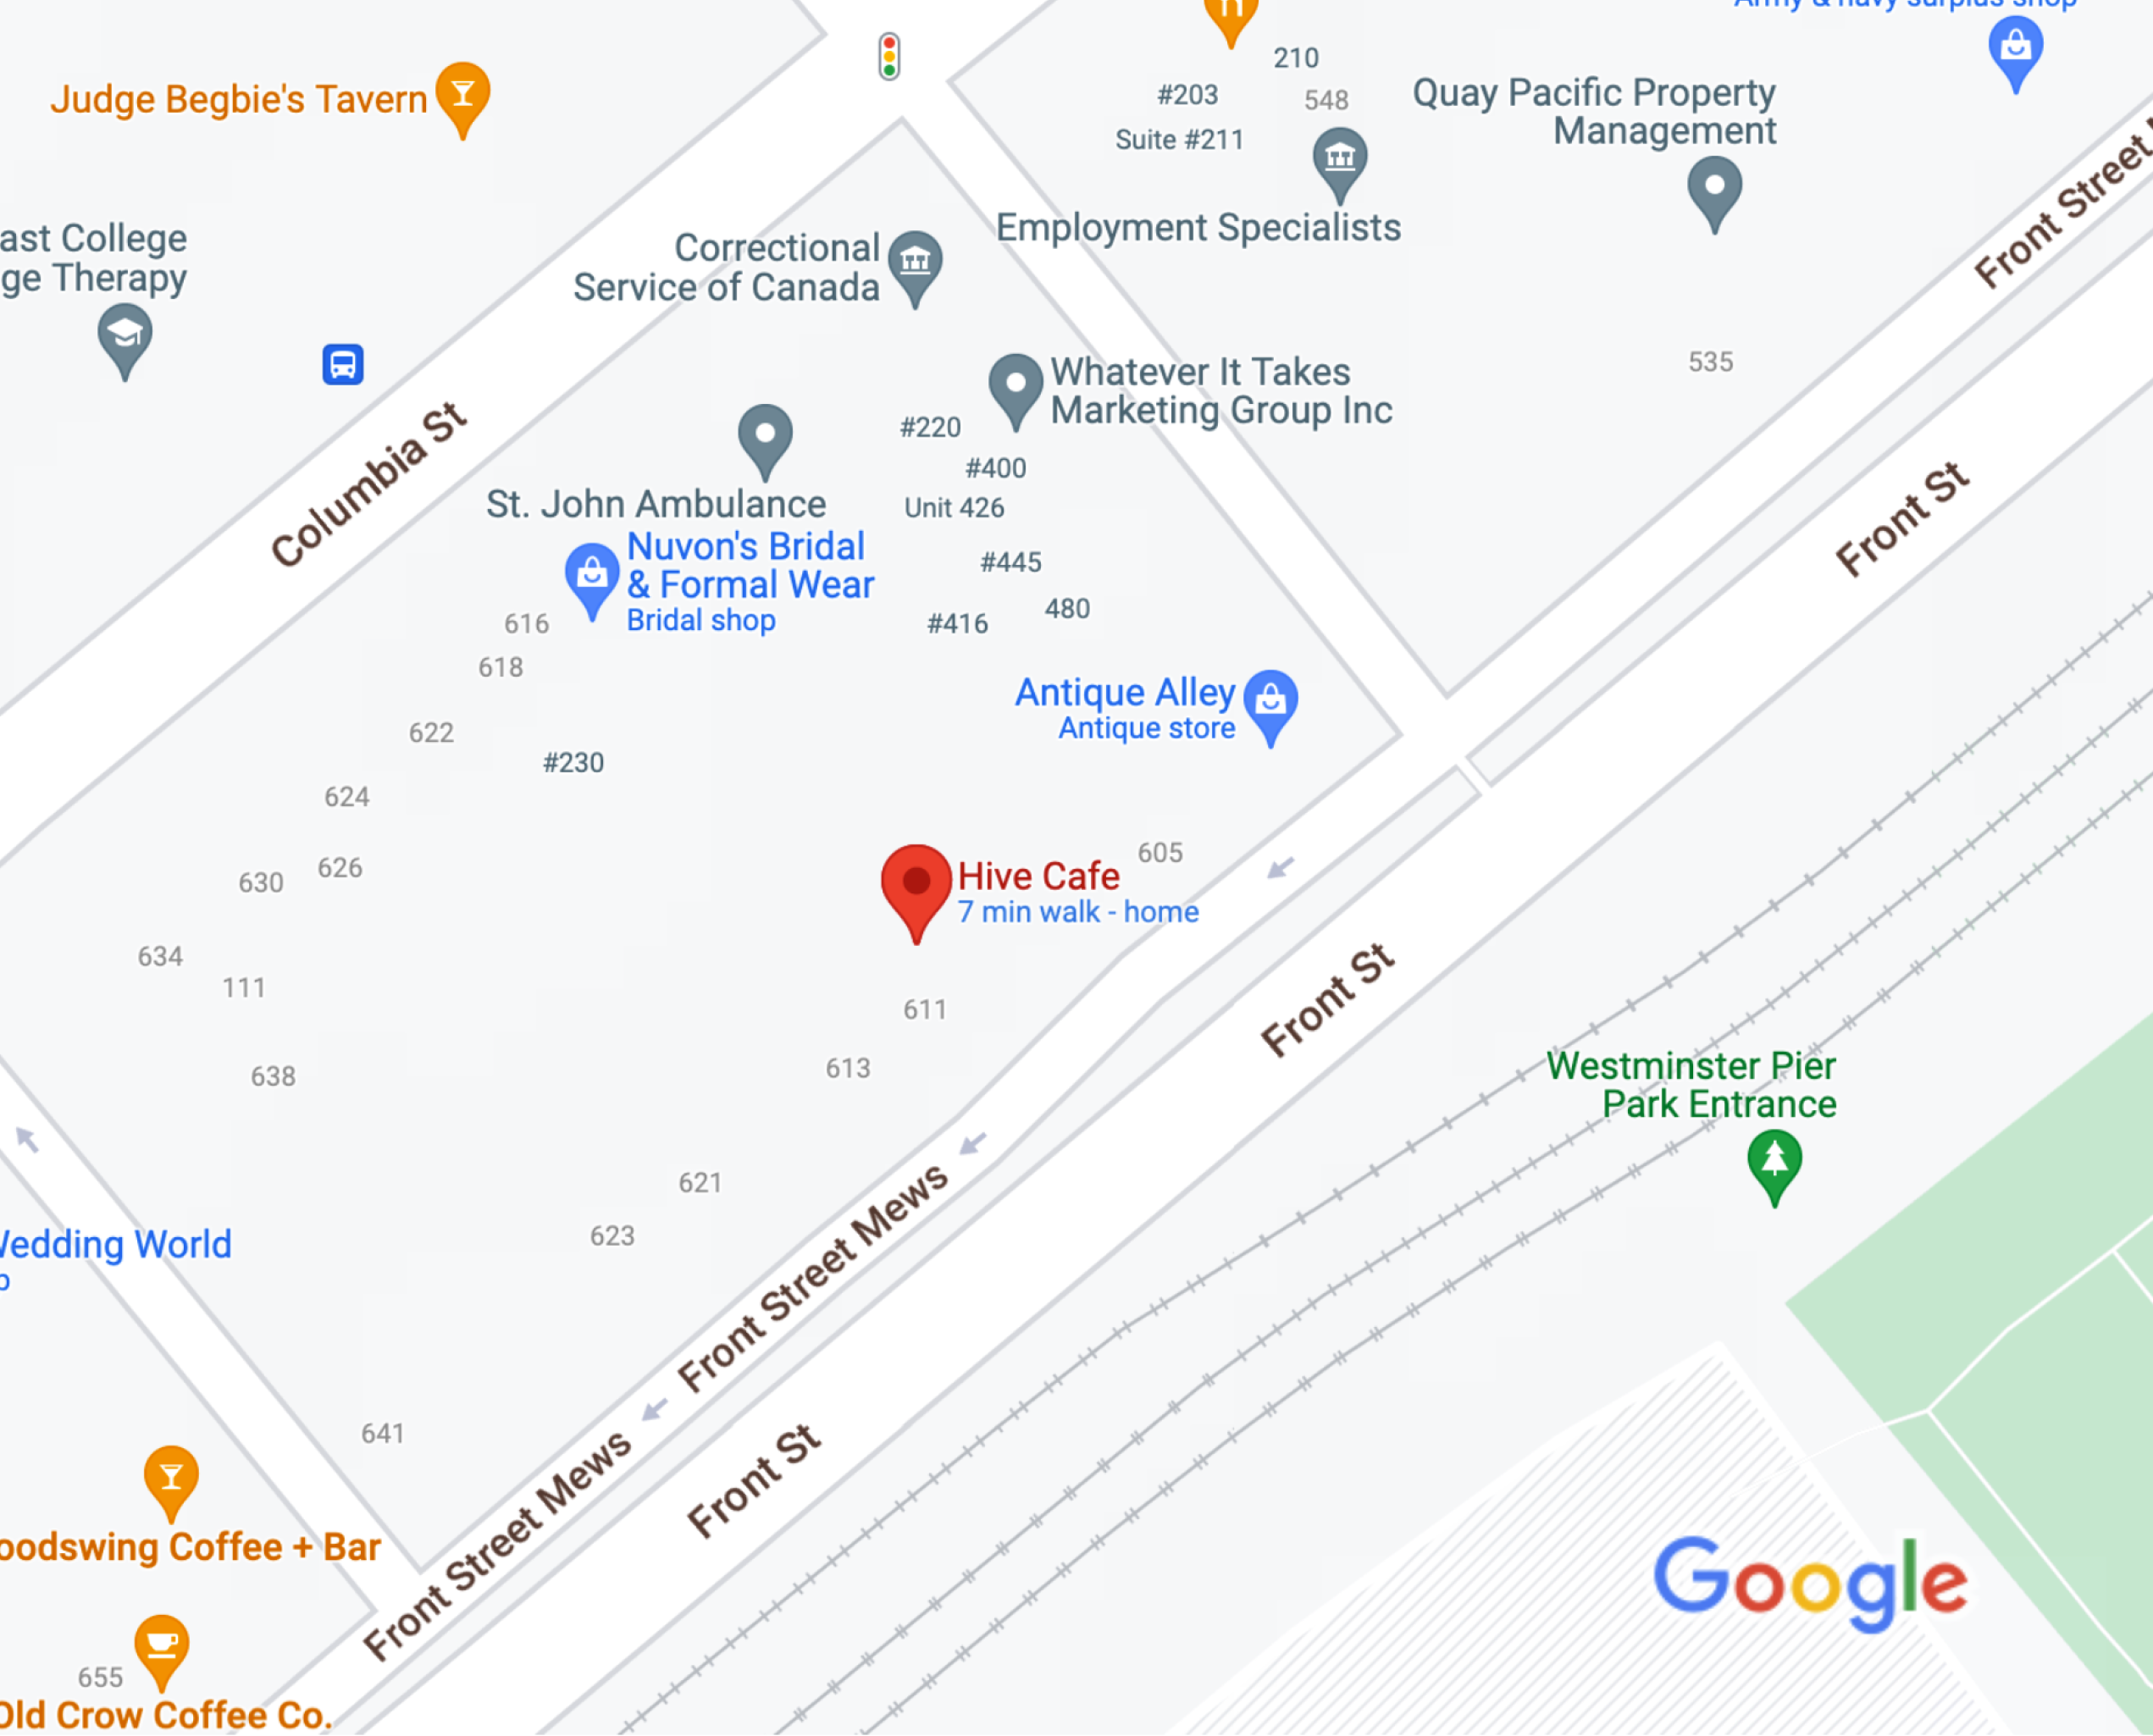 Army & navy surplus shop
210
#203
548
Suite #211
Quay Pacific Property
Management
Judge Begbie's Tavern
Employment Specialists
Front Street
ast College
ge Therapy
Correctional
Service of Canada
535
Whatever It Takes
Marketing Group Inc
#220
#400
Unit 426
Columbia St
St. John Ambulance
Front St
Nuvon's Bridal
& Formal Wear
Bridal shop
#445
480
#416
616
618
Antique Alley
Antique store
622
#230
624
605
626
630
Hive Cafe
7 min walk - home
634
111
611
Front St
613
638
Westminster Pier
Park Entrance
621
623
Wedding World
p
Front Street Mews
641
Front St
Front Street Mews
oodswing Coffee + Bar
Google
655
Old Crow Coffee Co.